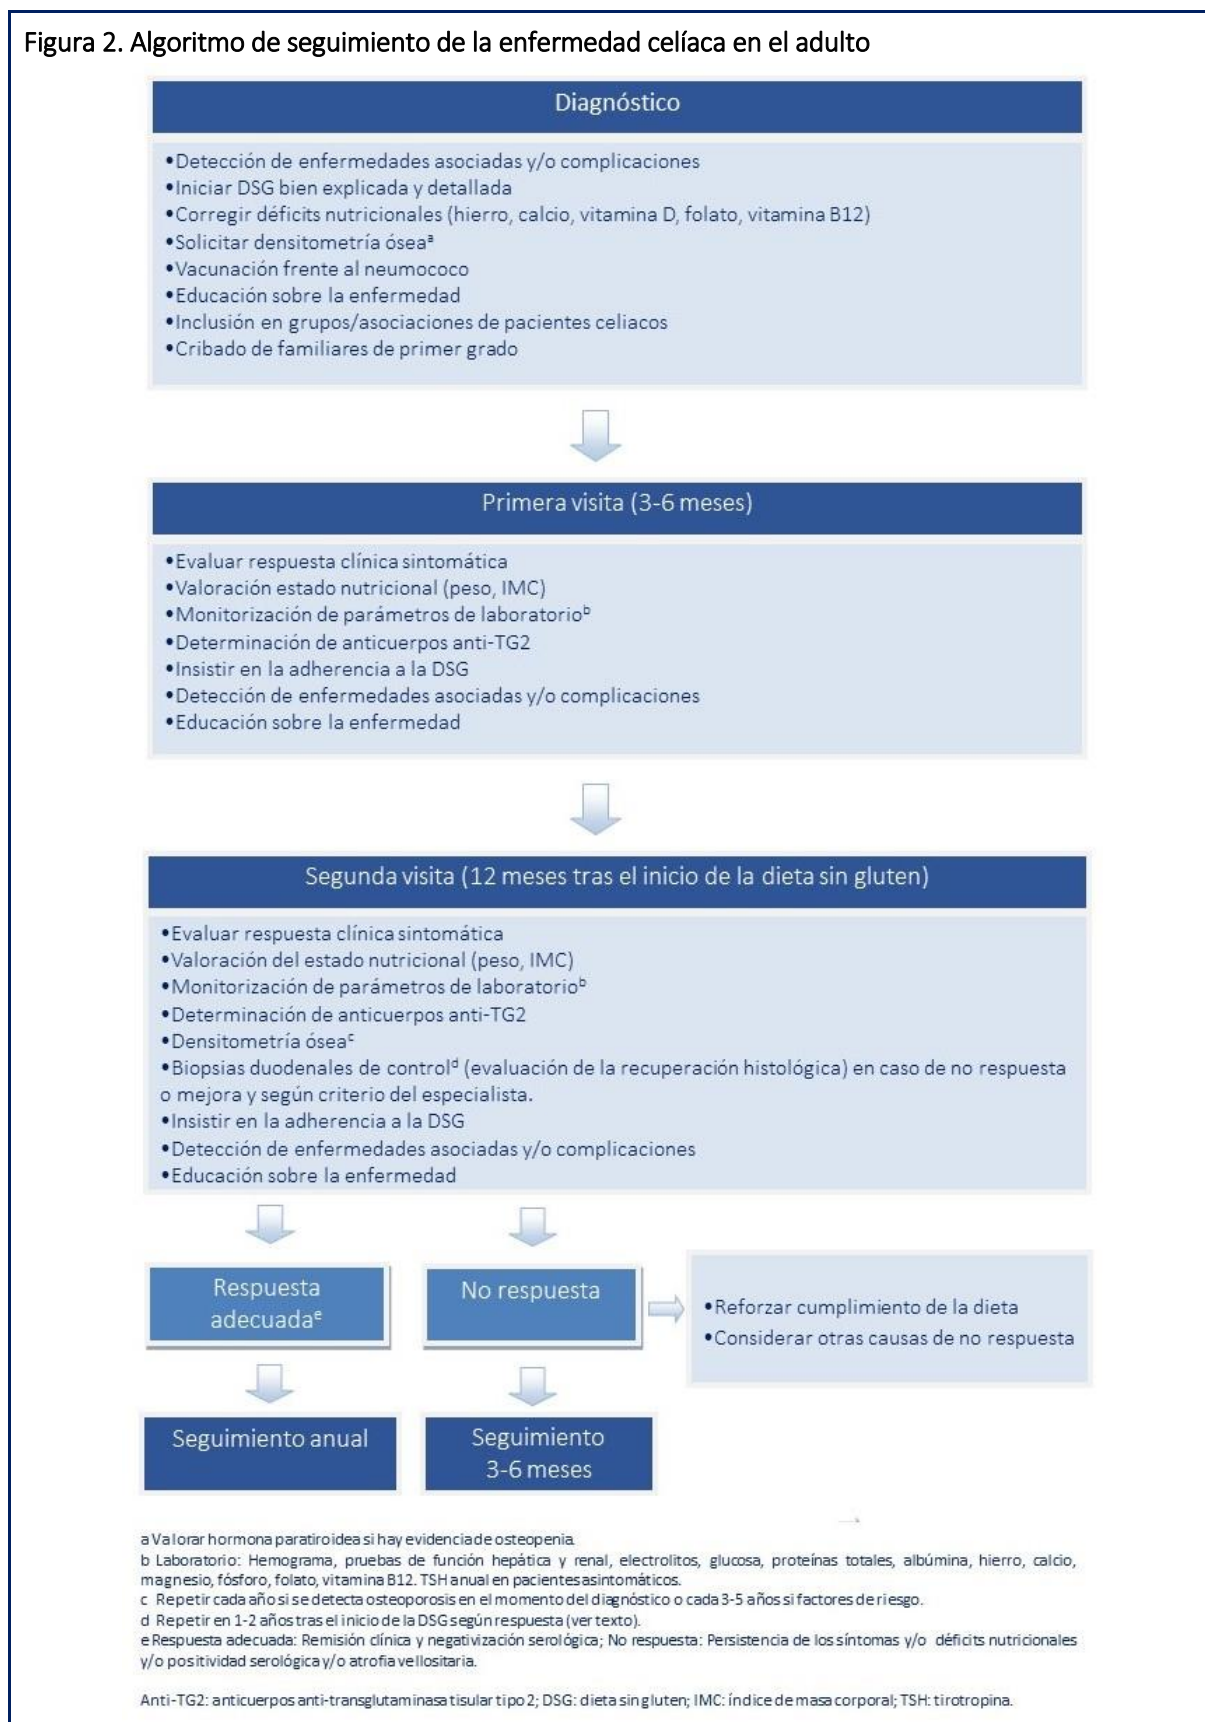 Figura 2. Algoritmo de seguimiento de la enfermedad celíaca en el adulto
Diagnóstico
•Detección de enfermedades asociadas y/o complicaciones
•Iniciar DSG bien explicada y detallada
•Corregir déficits nutricionales (hierro, calcio, vitamina D, folato, vitamina B12)
•Solicitar densitometría óseaª
•Vacunación frente al neumococo
•Educación sobre la enfermedad
•Inclusión en grupos/asociaciones de pacientes celiacos
•Cribado de familiares de primer grado
Primera visita (3-6 meses)
•Evaluar respuesta clínica sintomática
•Valoración estado nutricional (peso, IMC)
•Monitorización de parámetros de laboratorioᵇ
•Determinación de anticuerpos anti-TG2
•Insistir en la adherencia a la DSG
•Detección de enfermedades asociadas y/o complicaciones
•Educación sobre la enfermedad
Segunda visita (12 meses tras el inicio de la dieta sin gluten)
•Evaluar respuesta clínica sintomática
•Valoración del estado nutricional (peso, IMC)
•Monitorización de parámetros de laboratorioᵇ
•Determinación de anticuerpos anti-TG2
•Densitometría óseaᶜ
•Biopsias duodenales de controlᵈ (evaluación de la recuperación histológica) en caso de no respuesta
o mejora y según criterio del especialista.
•Insistir en la adherencia a la DSG
•Detección de enfermedades asociadas y/o complicaciones
•Educación sobre la enfermedad
Respuesta
adecuadaᵉ
No respuesta
•Reforzar cumplimiento de la dieta
•Considerar otras causas de no respuesta
Seguimiento anual
Seguimiento
3-6 meses
a Valorar hormona paratiroidea si hay evidencia de osteopenia.
b Laboratorio: Hemograma, pruebas de función hepática y renal, electrolitos, glucosa, proteínas totales, albúmina, hierro, calcio,
magnesio, fósforo, folato, vitamina B12. TSH anual en pacientes asintomáticos.
c Repetir cada año si se detecta osteoporosis en el momento del diagnóstico o cada 3-5 años si factores de riesgo.
d Repetir en 1-2 años tras el inicio de la DSG según respuesta (ver texto).
e Respuesta adecuada: Remisión clínica y negativización serológica; No respuesta: Persistencia de los síntomas y/o déficits nutricionales
y/o positividad serológica y/o atrofia vellositaria.
Anti-TG2: anticuerpos anti-transglutaminasa tisular tipo 2; DSG: dieta sin gluten; IMC: índice de masa corporal; TSH: tirotropina.